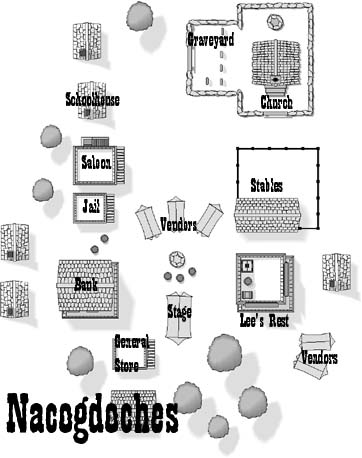 Graveyard
Schoolhouse
Church
Saloon
Stables
Jail
Vendors
Bank
Stage
Lee's Rest
General
Store
Vendors
Nacogdoches